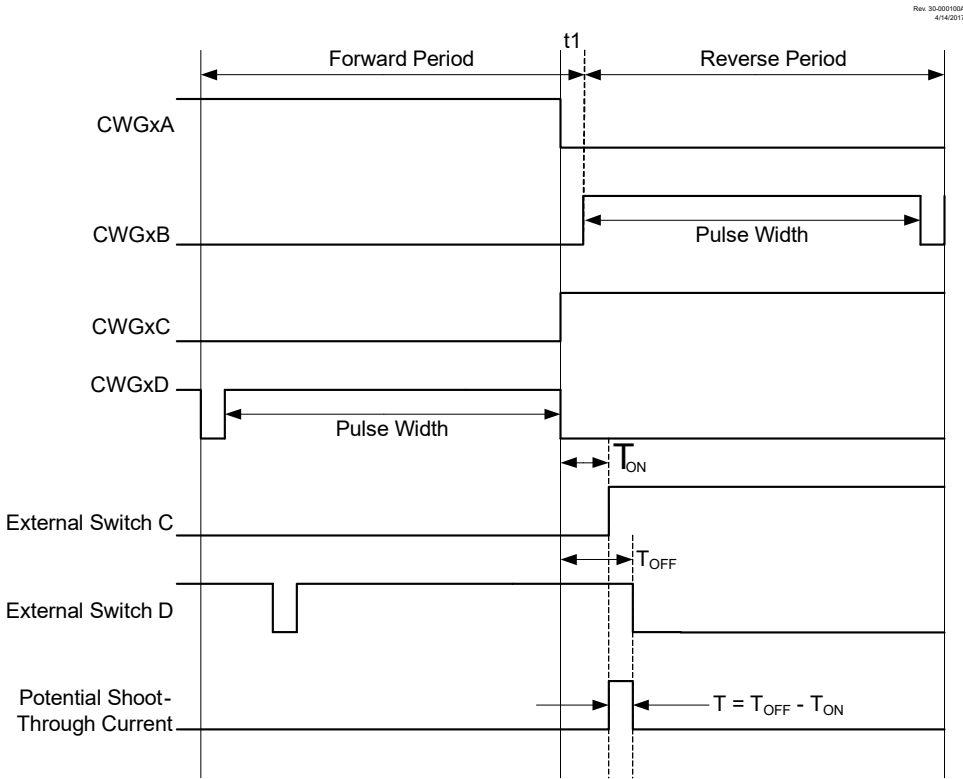 Rev. 30-000100A
4/14/2017
t1
Forward Period
Reverse Period
CWGxA
CWGxB
Pulse Width
CWGxC
CWGxD
Pulse Width
TON
External Switch C
TOFF
External Switch D
Potential Shoot-
Through Current
T = TOFF - TON